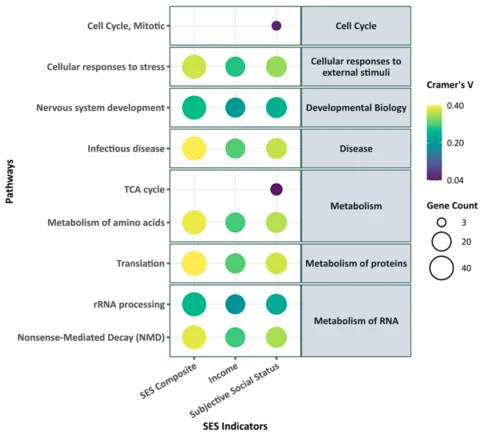 Cell Cycle, Mitotic
Cell Cycle
Cellular responses to stress
Cellular responses to
external stimuli
Nervous system development
Developmental Biology
Infectious disease
Disease
TCA cycle
Metabolism
Metabolism of amino acids
Translation
Metabolism of proteins
rRNA processing
Metabolism of RNA
Nonsense-Mediated Decay (NMD)
Pathways
SES Composite
Income
Subjective Social Status
SES Indicators
Cramer's V
0.40
0.20
0.04
Gene Count
3
20
40